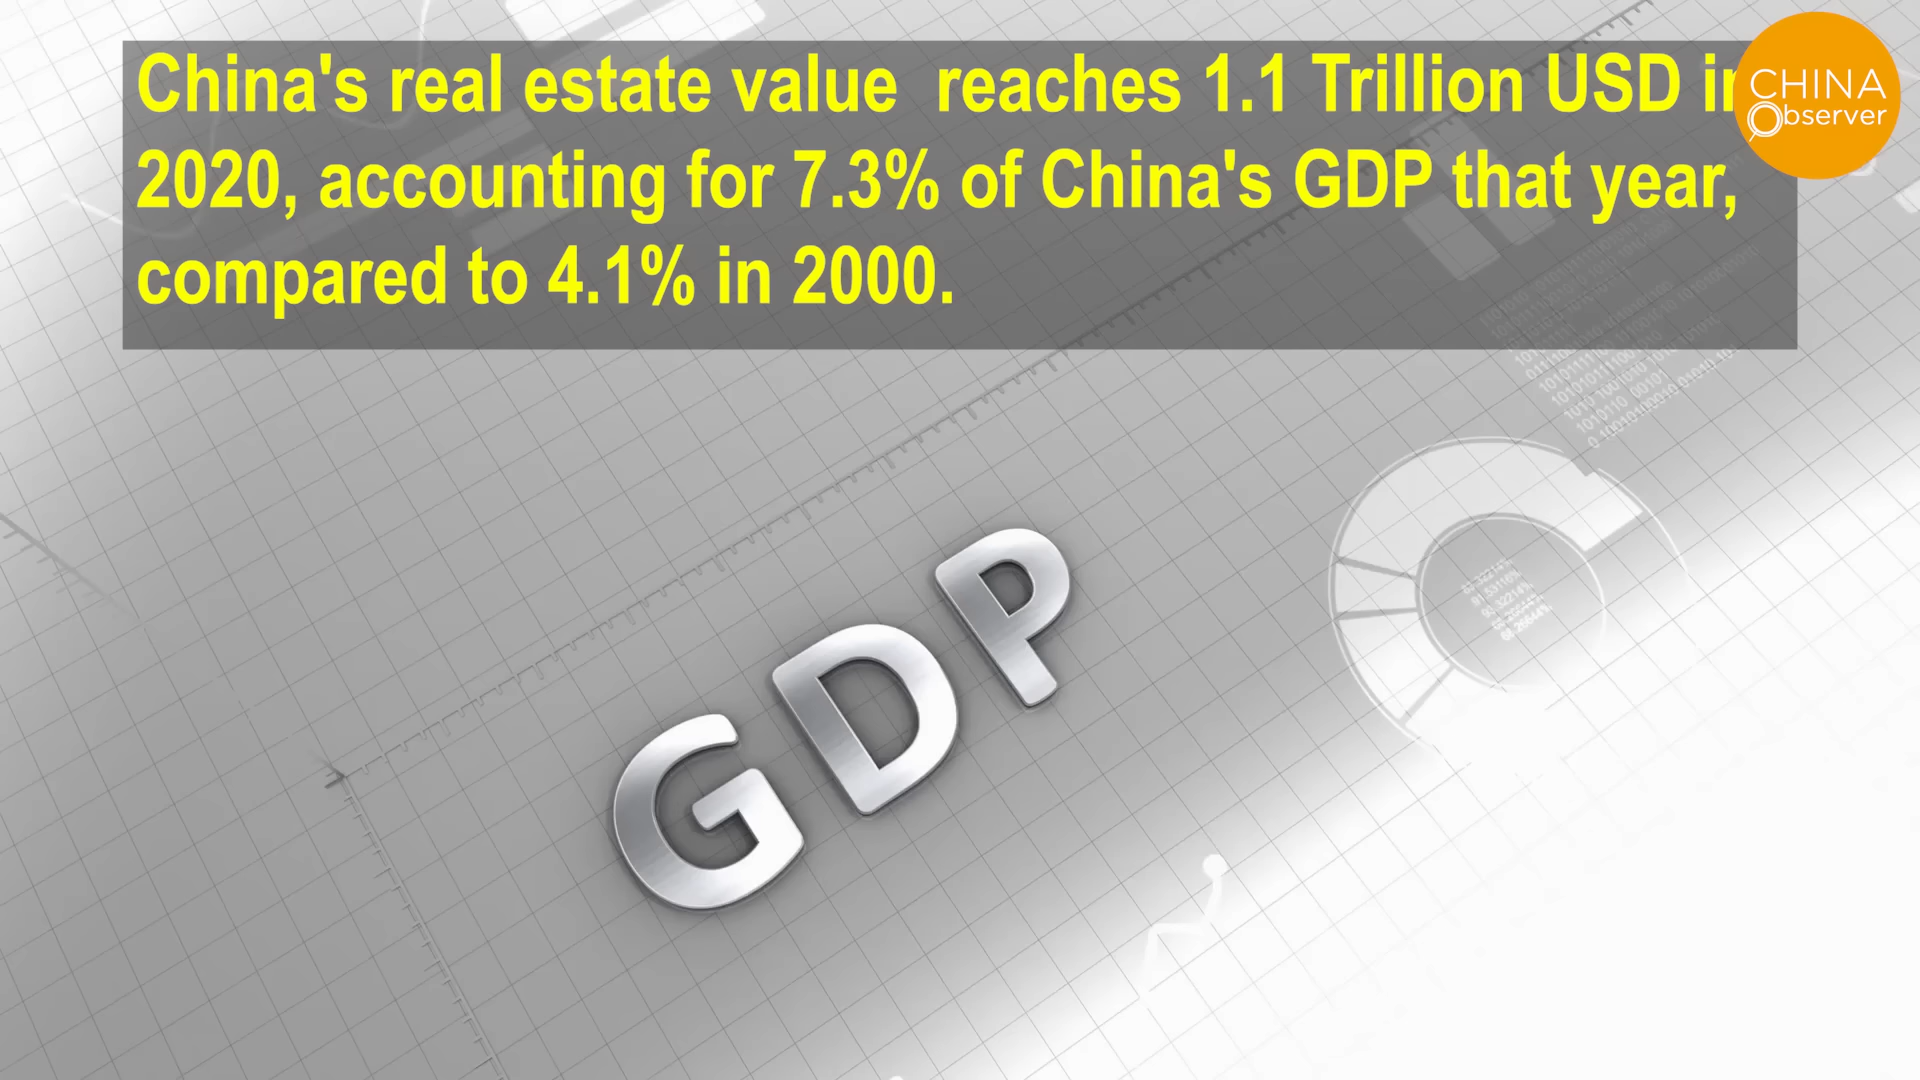 China's real estate value  reaches 1.1 Trillion USD in
2020, accounting for 7.3% of China's GDP that year,
compared to 4.1% in 2000.
CHINA
Observer
GDP